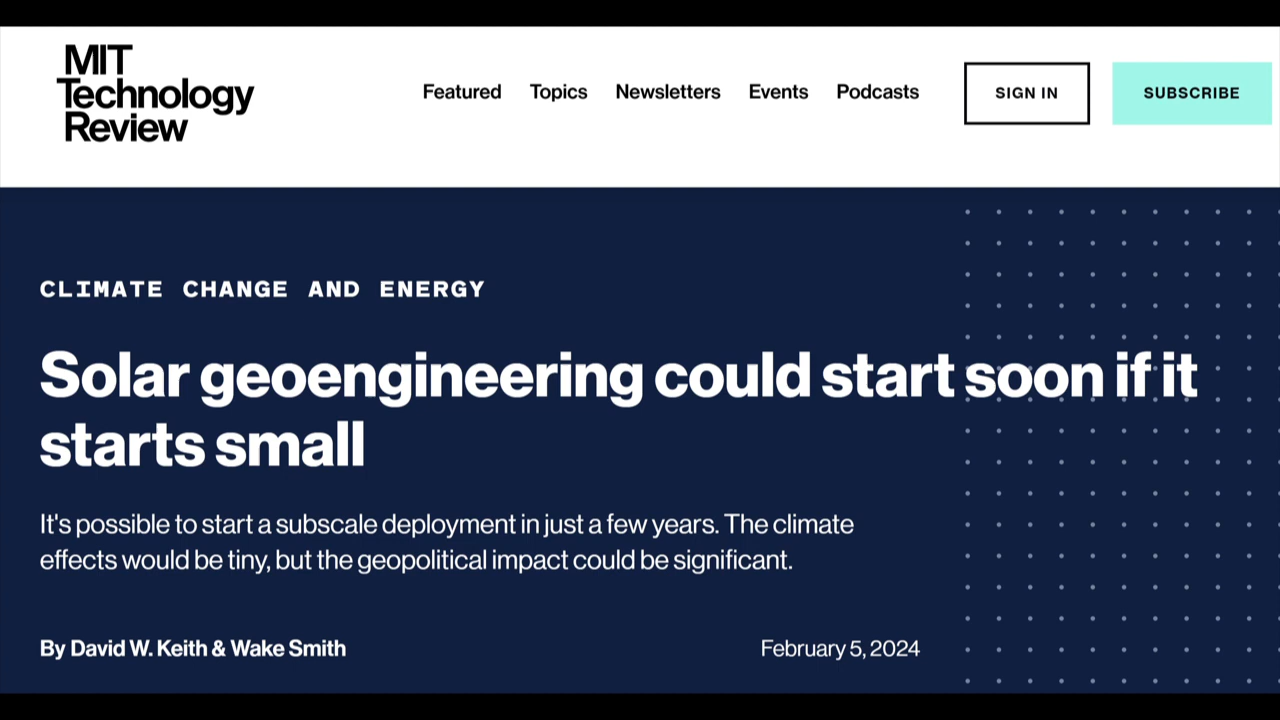 MIT
Technology
Review
Featured Topics Newsletters Events Podcasts SIGN IN SUBSCRIBE
CLIMATE CHANGE AND ENERGY
Solar geoengineering could start soon if it
starts small
It's possible to start a subscale deployment in just a few years. The climate
effects would be tiny, but the geopolitical impact could be significant.
By David W. Keith & Wake Smith February 5, 2024